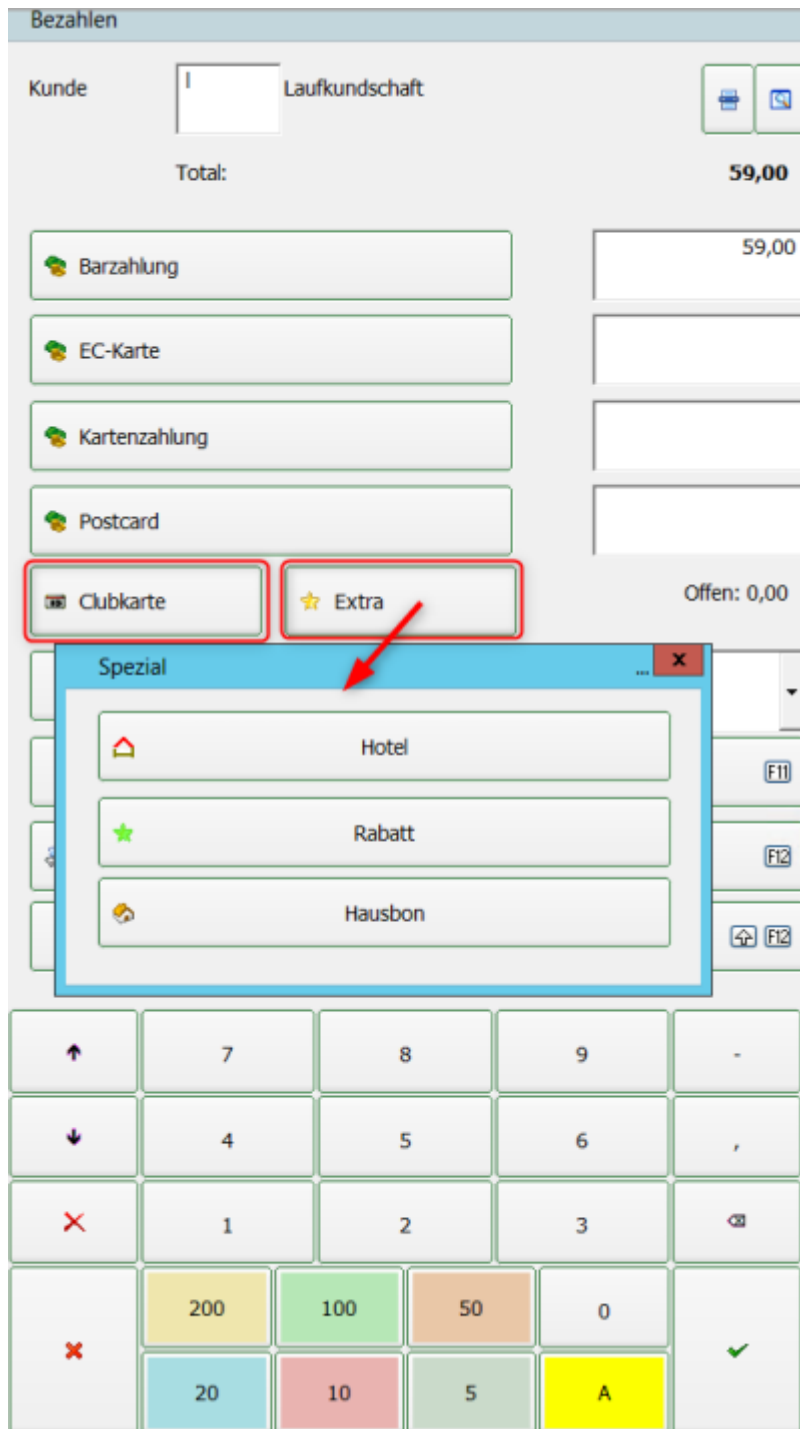 Bezahlen
Kunde Laufkundschaft
Total: 59,00
Barzahlung 59,00
EC-Karte
Kartenzahlung
Postcard
Clubkarte Extra Offen: 0,00
Spezial ... x
Hotel
F11
Rabatt
F12
Hausbon
F12
7 8 9 -
4 5 6 ,
1 2 3
200 100 50 0
20 10 5 A